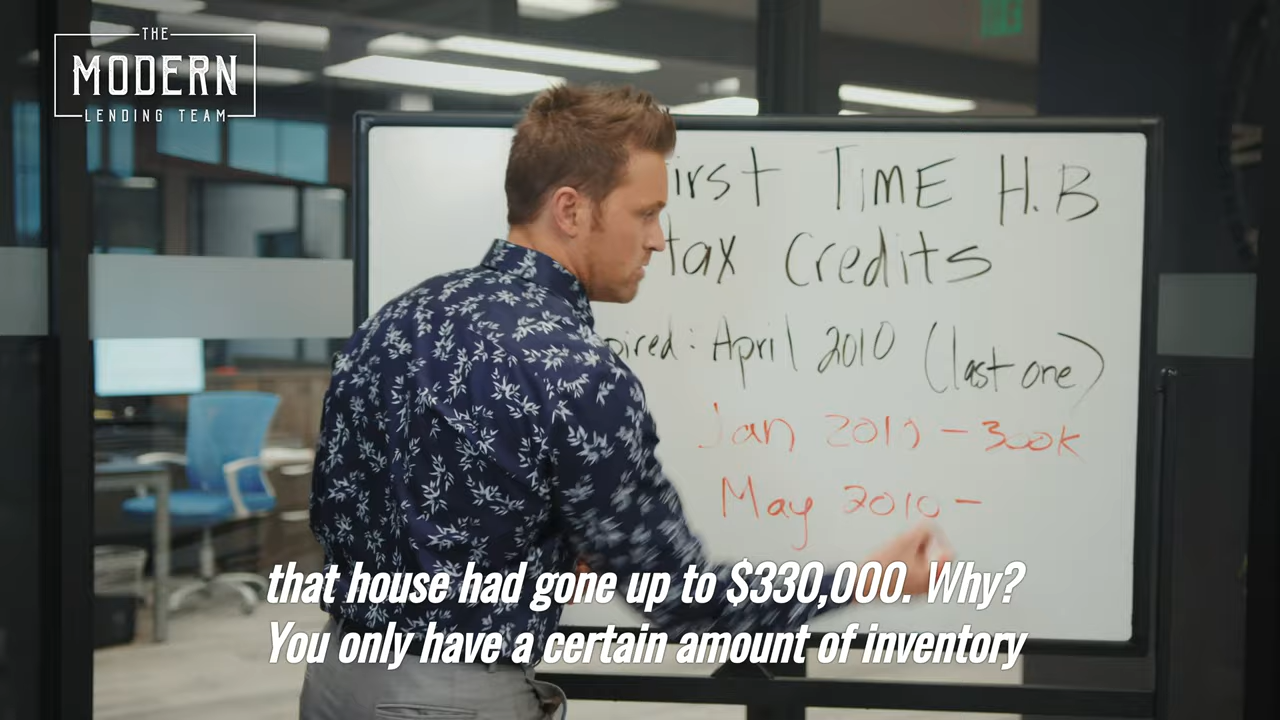 THE
MODERN
LENDING TEAM
irst TIME H.B
tax Credits
pired: April 2010 (last one)
Jan 2010 - 300k
May 2010 -
that house had gone up to $330,000. Why?
You only have a certain amount of inventory